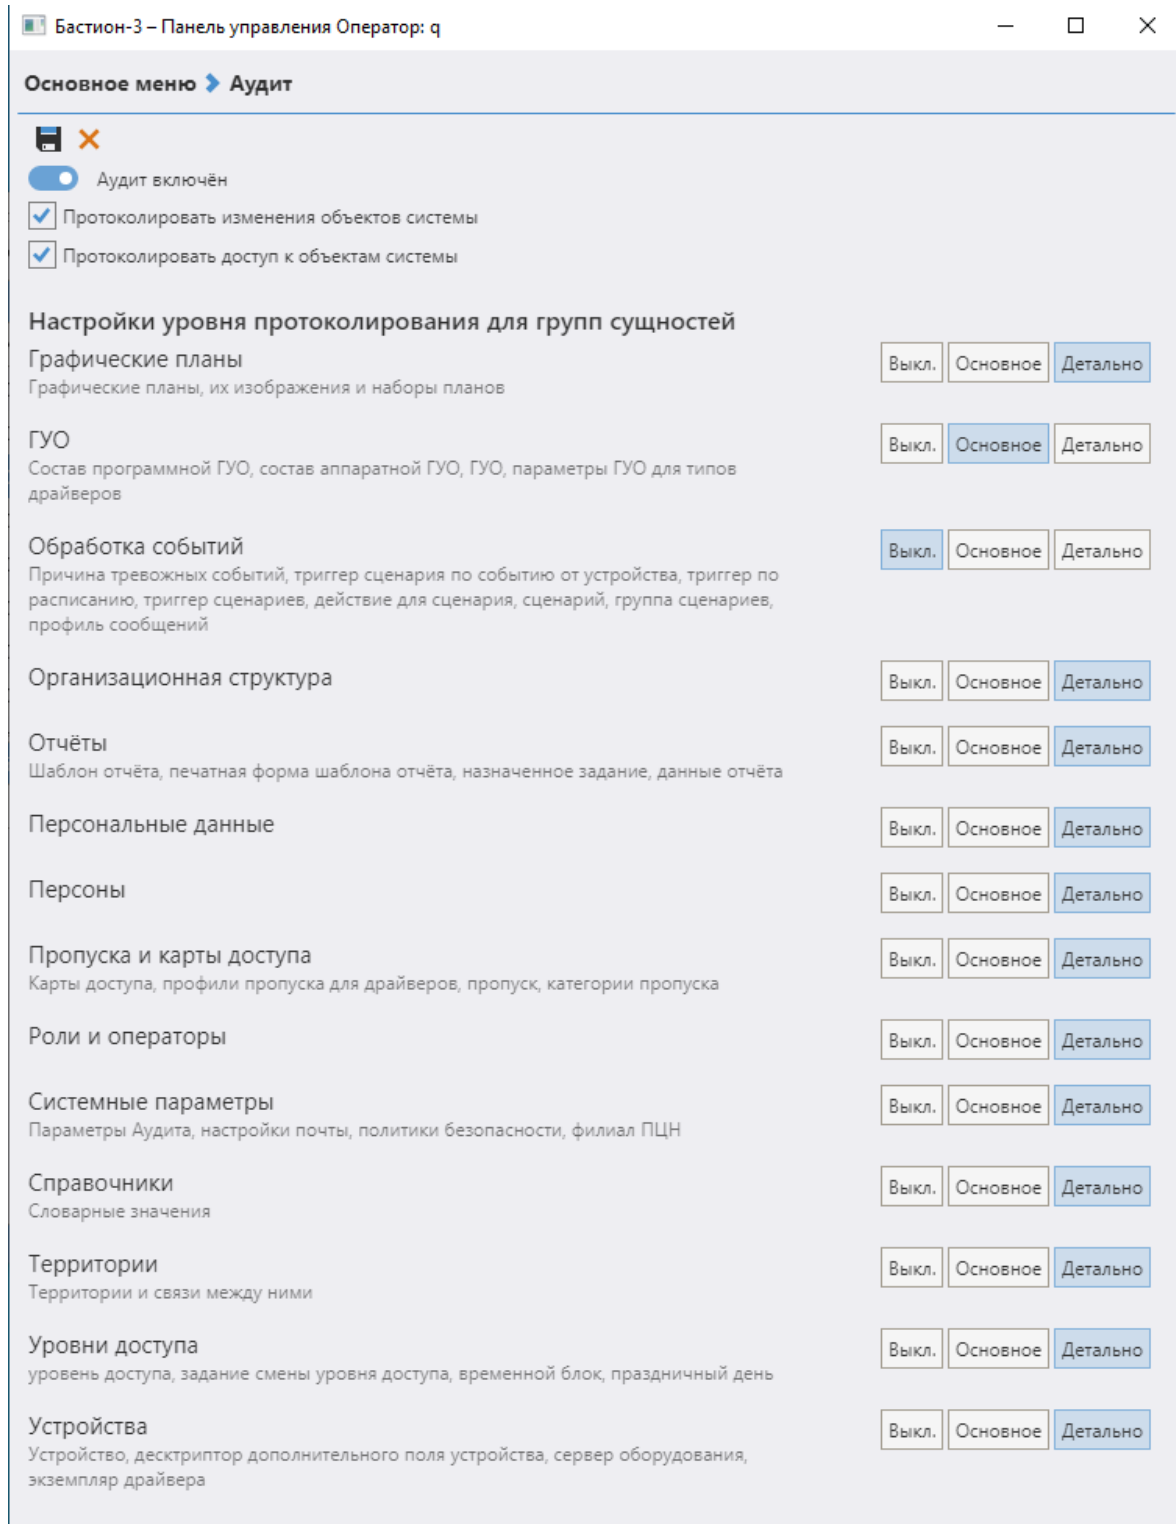 Бастион-3 – Панель управления Оператор: q
Основное меню Аудит
Аудит включён
Протоколировать изменения объектов системы
Протоколировать доступ к объектам системы
Настройки уровня протоколирования для групп сущностей
Графические планы
Графические планы, их изображения и наборы планов
Выкл. Основное Детально
ГУО
Состав программной ГУО, состав аппаратной ГУО, ГУО, параметры ГУО для типов
драйверов
Выкл. Основное Детально
Обработка событий
Причина тревожных событий, триггер сценария по событию от устройства, триггер по
расписанию, триггер сценариев, действие для сценария, сценарий, группа сценариев,
профиль сообщений
Выкл. Основное Детально
Организационная структура
Выкл. Основное Детально
Отчёты
Шаблон отчёта, печатная форма шаблона отчёта, назначенное задание, данные отчёта
Выкл. Основное Детально
Персональные данные
Выкл. Основное Детально
Персоны
Выкл. Основное Детально
Пропуска и карты доступа
Карты доступа, профили пропуска для драйверов, пропуск, категории пропуска
Выкл. Основное Детально
Роли и операторы
Выкл. Основное Детально
Системные параметры
Параметры Аудита, настройки почты, политики безопасности, филиал ПЦН
Выкл. Основное Детально
Справочники
Словарные значения
Выкл. Основное Детально
Территории
Территории и связи между ними
Выкл. Основное Детально
Уровни доступа
уровень доступа, задание смены уровня доступа, временной блок, праздничный день
Выкл. Основное Детально
Устройства
Устройство, десктриптор дополнительного поля устройства, сервер оборудования,
экземпляр драйвера
Выкл. Основное Детально